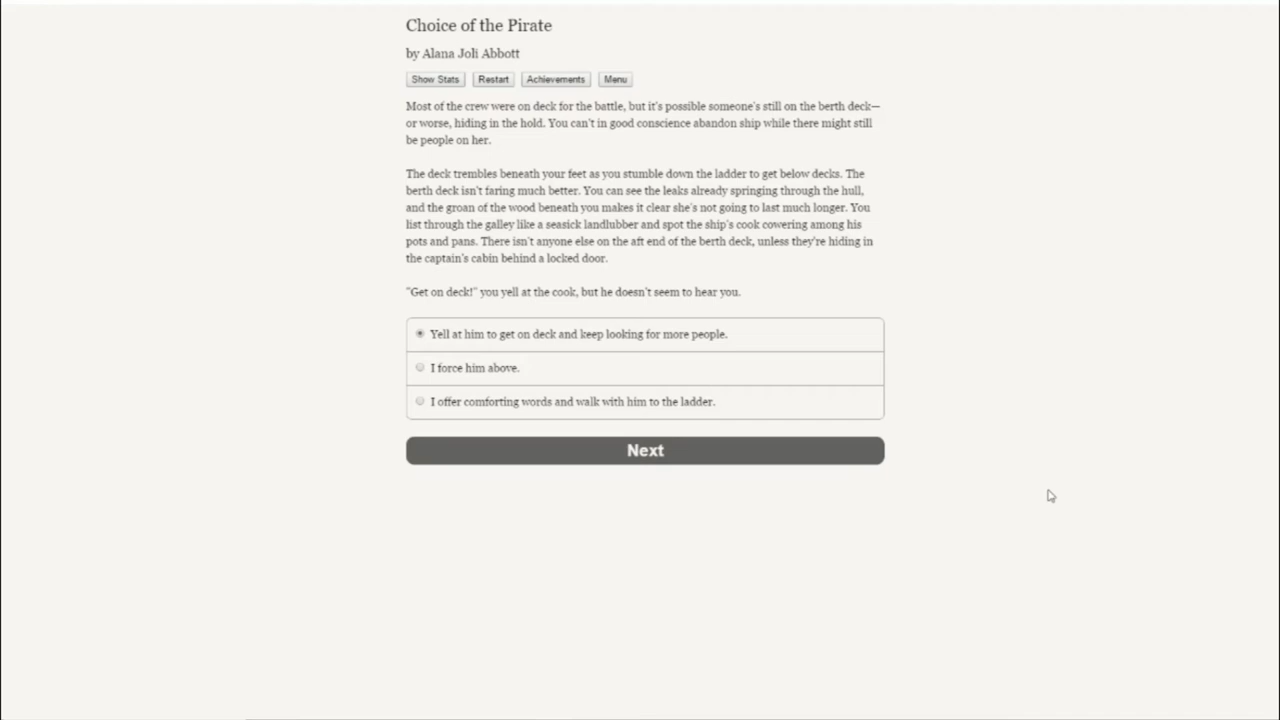 Choice of the Pirate
by Alana Joli Abbott
Show Stats Restart Achievements Menu
Most of the crew were on deck for the battle, but it's possible someone's still on the berth deck—
or worse, hiding in the hold. You can't in good conscience abandon ship while there might still
be people on her.
The deck trembles beneath your feet as you stumble down the ladder to get below decks. The
berth deck isn't faring much better. You can see the leaks already springing through the hull,
and the groan of the wood beneath you makes it clear she's not going to last much longer. You
list through the galley like a seasick landlubber and spot the ship's cook cowering among his
pots and pans. There isn't anyone else on the aft end of the berth deck, unless they're hiding in
the captain's cabin behind a locked door.
"Get on deck!" you yell at the cook, but he doesn't seem to hear you.
Yell at him to get on deck and keep looking for more people.
I force him above.
I offer comforting words and walk with him to the ladder.
Next